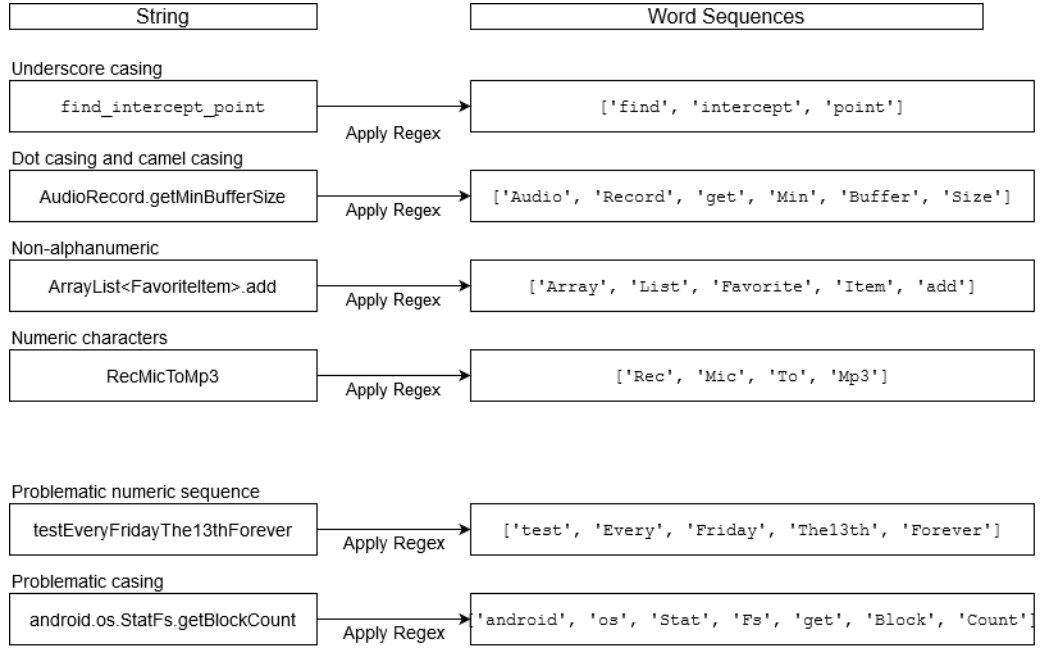 String Word Sequences
Underscore casing
find_intercept_point Apply Regex ['find', 'intercept', 'point']
Dot casing and camel casing
AudioRecord.getMinBufferSize Apply Regex ['Audio', 'Record', 'get', 'Min', 'Buffer', 'Size']
Non-alphanumeric
ArrayList<FavoriteItem>.add Apply Regex ['Array', 'List', 'Favorite', 'Item', 'add']
Numeric characters
RecMicToMp3 Apply Regex ['Rec', 'Mic', 'To', 'Mp3']
Problematic numeric sequence
testEveryFridayThe13thForever Apply Regex ['test', 'Every', 'Friday', 'The13th', 'Forever']
Problematic casing
android.os.StatFs.getBlockCount Apply Regex ['android', 'os', 'Stat', 'Fs', 'get', 'Block', 'Count']